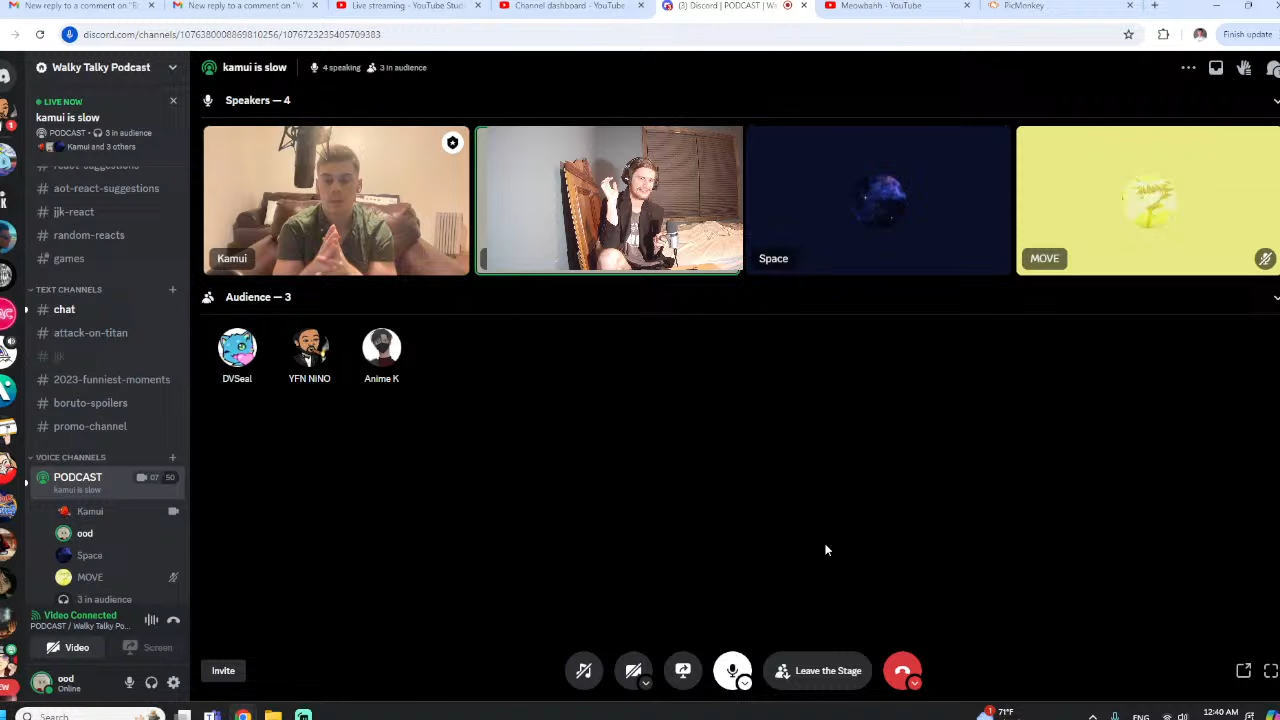 New reply to a comment on "B
New reply to a comment on "Y
Live streaming - YouTube Studi
Channel dashboard - YouTube
(3) Discord | PODCAST | Wa
Meowbahh - YouTube
PicMonkey
discord.com/channels/1076380008869810256/1076723235405709383
Finish update
Walky Talky Podcast
kamui is slow
4 speaking
3 in audience
LIVE NOW
kamui is slow
PODCAST • 3 in audience
Kamui and 3 others
Speakers — 4
react-suggestions
aot-react-suggestions
jjk-react
random-reacts
games
Kamui
Space
MOVE
TEXT CHANNELS
Audience — 3
chat
attack-on-titan
jjk
2023-funniest-moments
boruto-spoilers
promo-channel
DVSeal
YFN NiNO
Anime K
VOICE CHANNELS
PODCAST
07 50
kamui is slow
Kamui
ood
Space
MOVE
3 in audience
Video Connected
PODCAST / Walky Talky Po...
Video
Screen
Invite
Leave the Stage
ood
Online
Search
71°F
ENG
12:40 AM